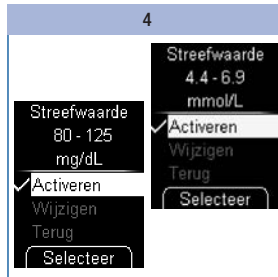 4
Streefwaarde
80 - 125
mg/dL
Activeren
Wijzigen
Terug
Selecteer
Streefwaarde
4.4 - 6.9
mmol/L
Activeren
Wijzigen
Terug
Selecteer